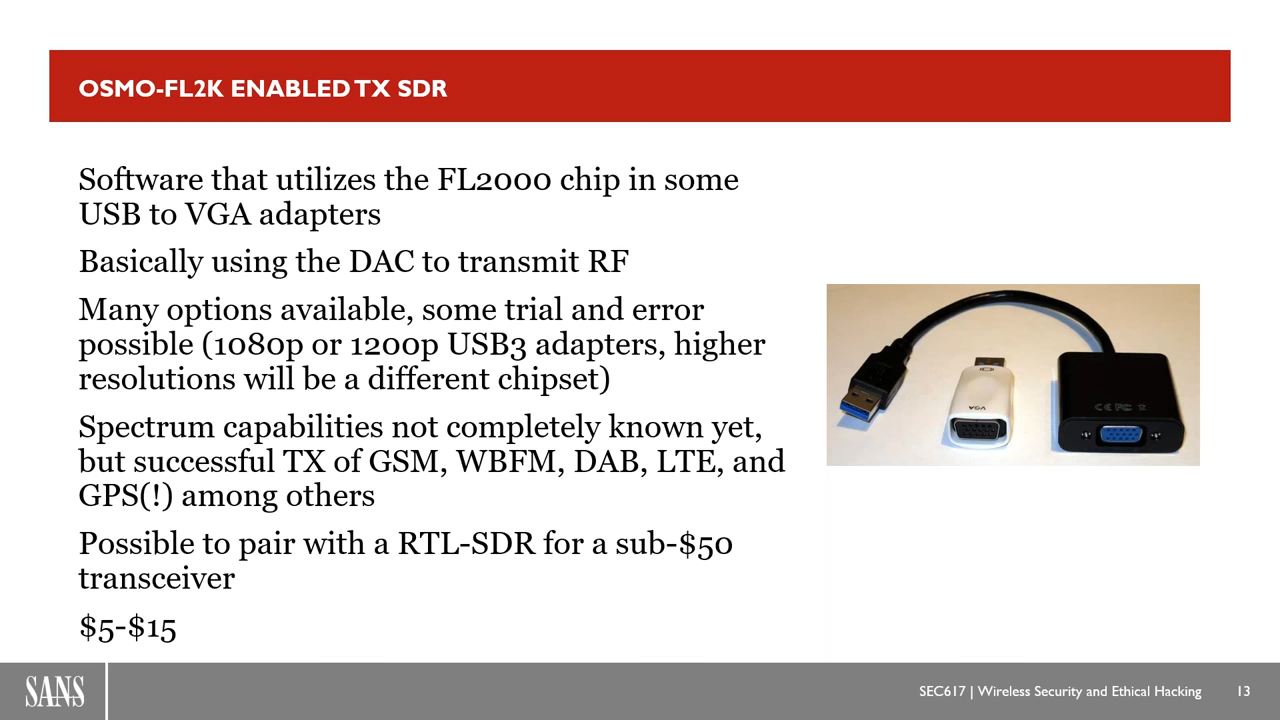 OSMO-FL2K ENABLED TX SDR
Software that utilizes the FL2000 chip in some
USB to VGA adapters
Basically using the DAC to transmit RF
Many options available, some trial and error
possible (1080p or 1200p USB3 adapters, higher
resolutions will be a different chipset)
Spectrum capabilities not completely known yet,
but successful TX of GSM, WBFM, DAB, LTE, and
GPS(!) among others
Possible to pair with a RTL-SDR for a sub-$50
transceiver
$5-$15
VGA
CE FC
SANS
SEC617 | Wireless Security and Ethical Hacking 13